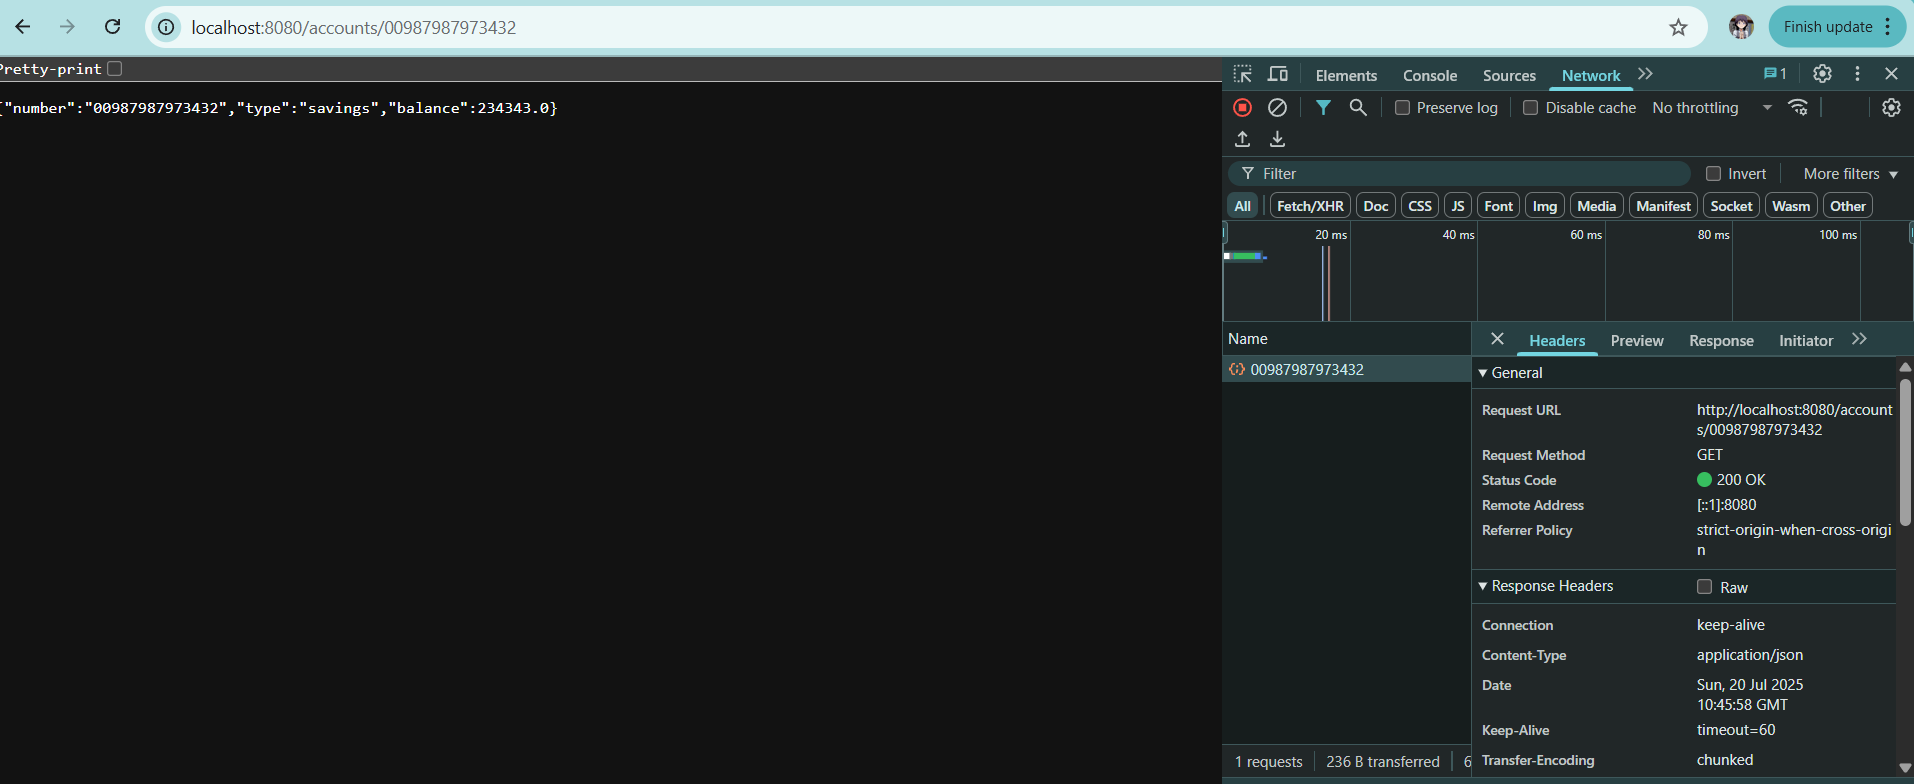 localhost:8080/accounts/00987987973432
Finish update
Pretty-print
{"number":"00987987973432","type":"savings","balance":234343.0}
Elements Console Sources Network 1
Preserve log Disable cache No throttling
Filter Invert More filters
All Fetch/XHR Doc CSS JS Font Img Media Manifest Socket Wasm Other
20 ms 40 ms 60 ms 80 ms 100 ms
Name
00987987973432
Headers Preview Response Initiator
General
Request URL http://localhost:8080/account
s/00987987973432
Request Method GET
Status Code 200 OK
Remote Address [::1]:8080
Referrer Policy strict-origin-when-cross-origi
n
Response Headers Raw
Connection keep-alive
Content-Type application/json
Date Sun, 20 Jul 2025
10:45:58 GMT
Keep-Alive timeout=60
Transfer-Encoding chunked
1 requests 236 B transferred 6